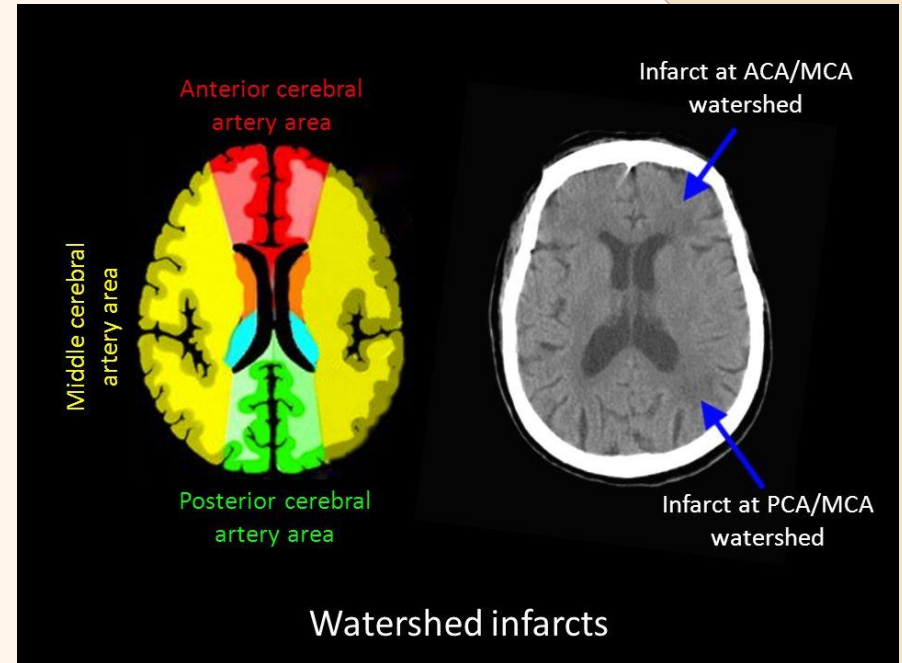 Anterior cerebral
artery area
Infarct at ACA/MCA
watershed
Middle cerebral
artery area
Posterior cerebral
artery area
Infarct at PCA/MCA
watershed
Watershed infarcts